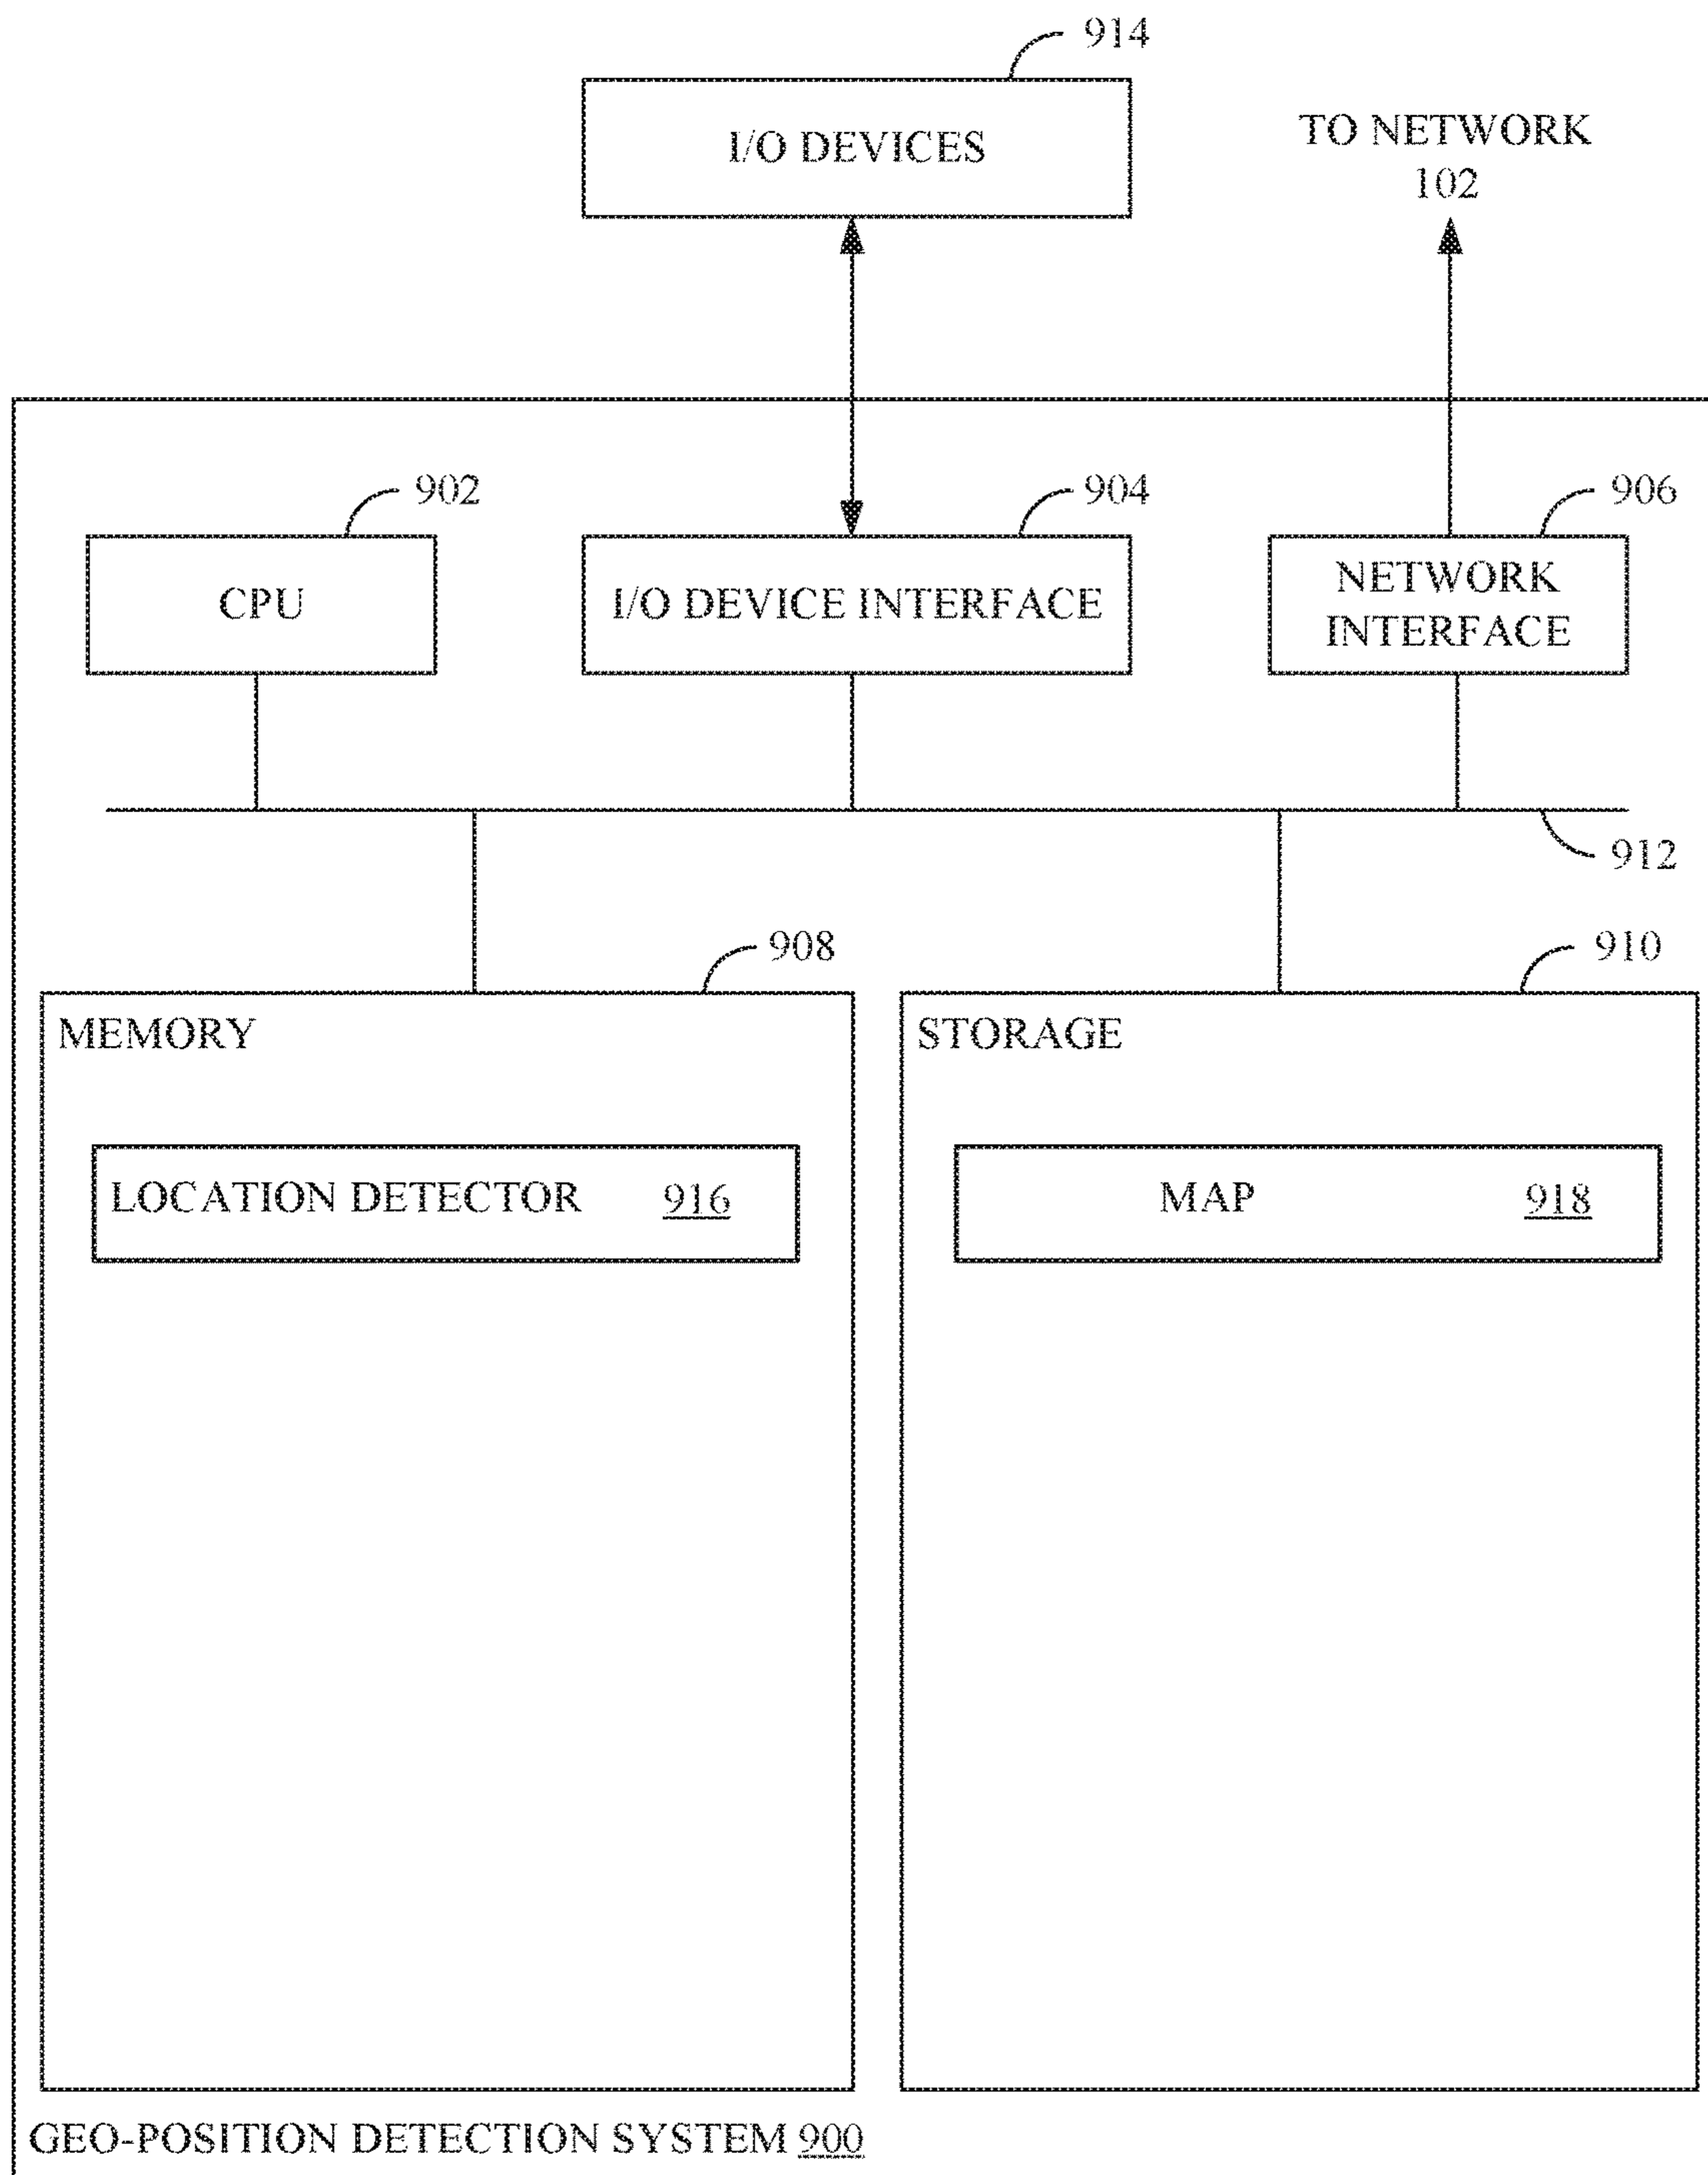 914
I/O DEVICES
TO NETWORK
102
902
904
906
CPU
I/O DEVICE INTERFACE
NETWORK
INTERFACE
912
908
910
MEMORY
STORAGE
LOCATION DETECTOR 916
MAP 918
GEO-POSITION DETECTION SYSTEM 900